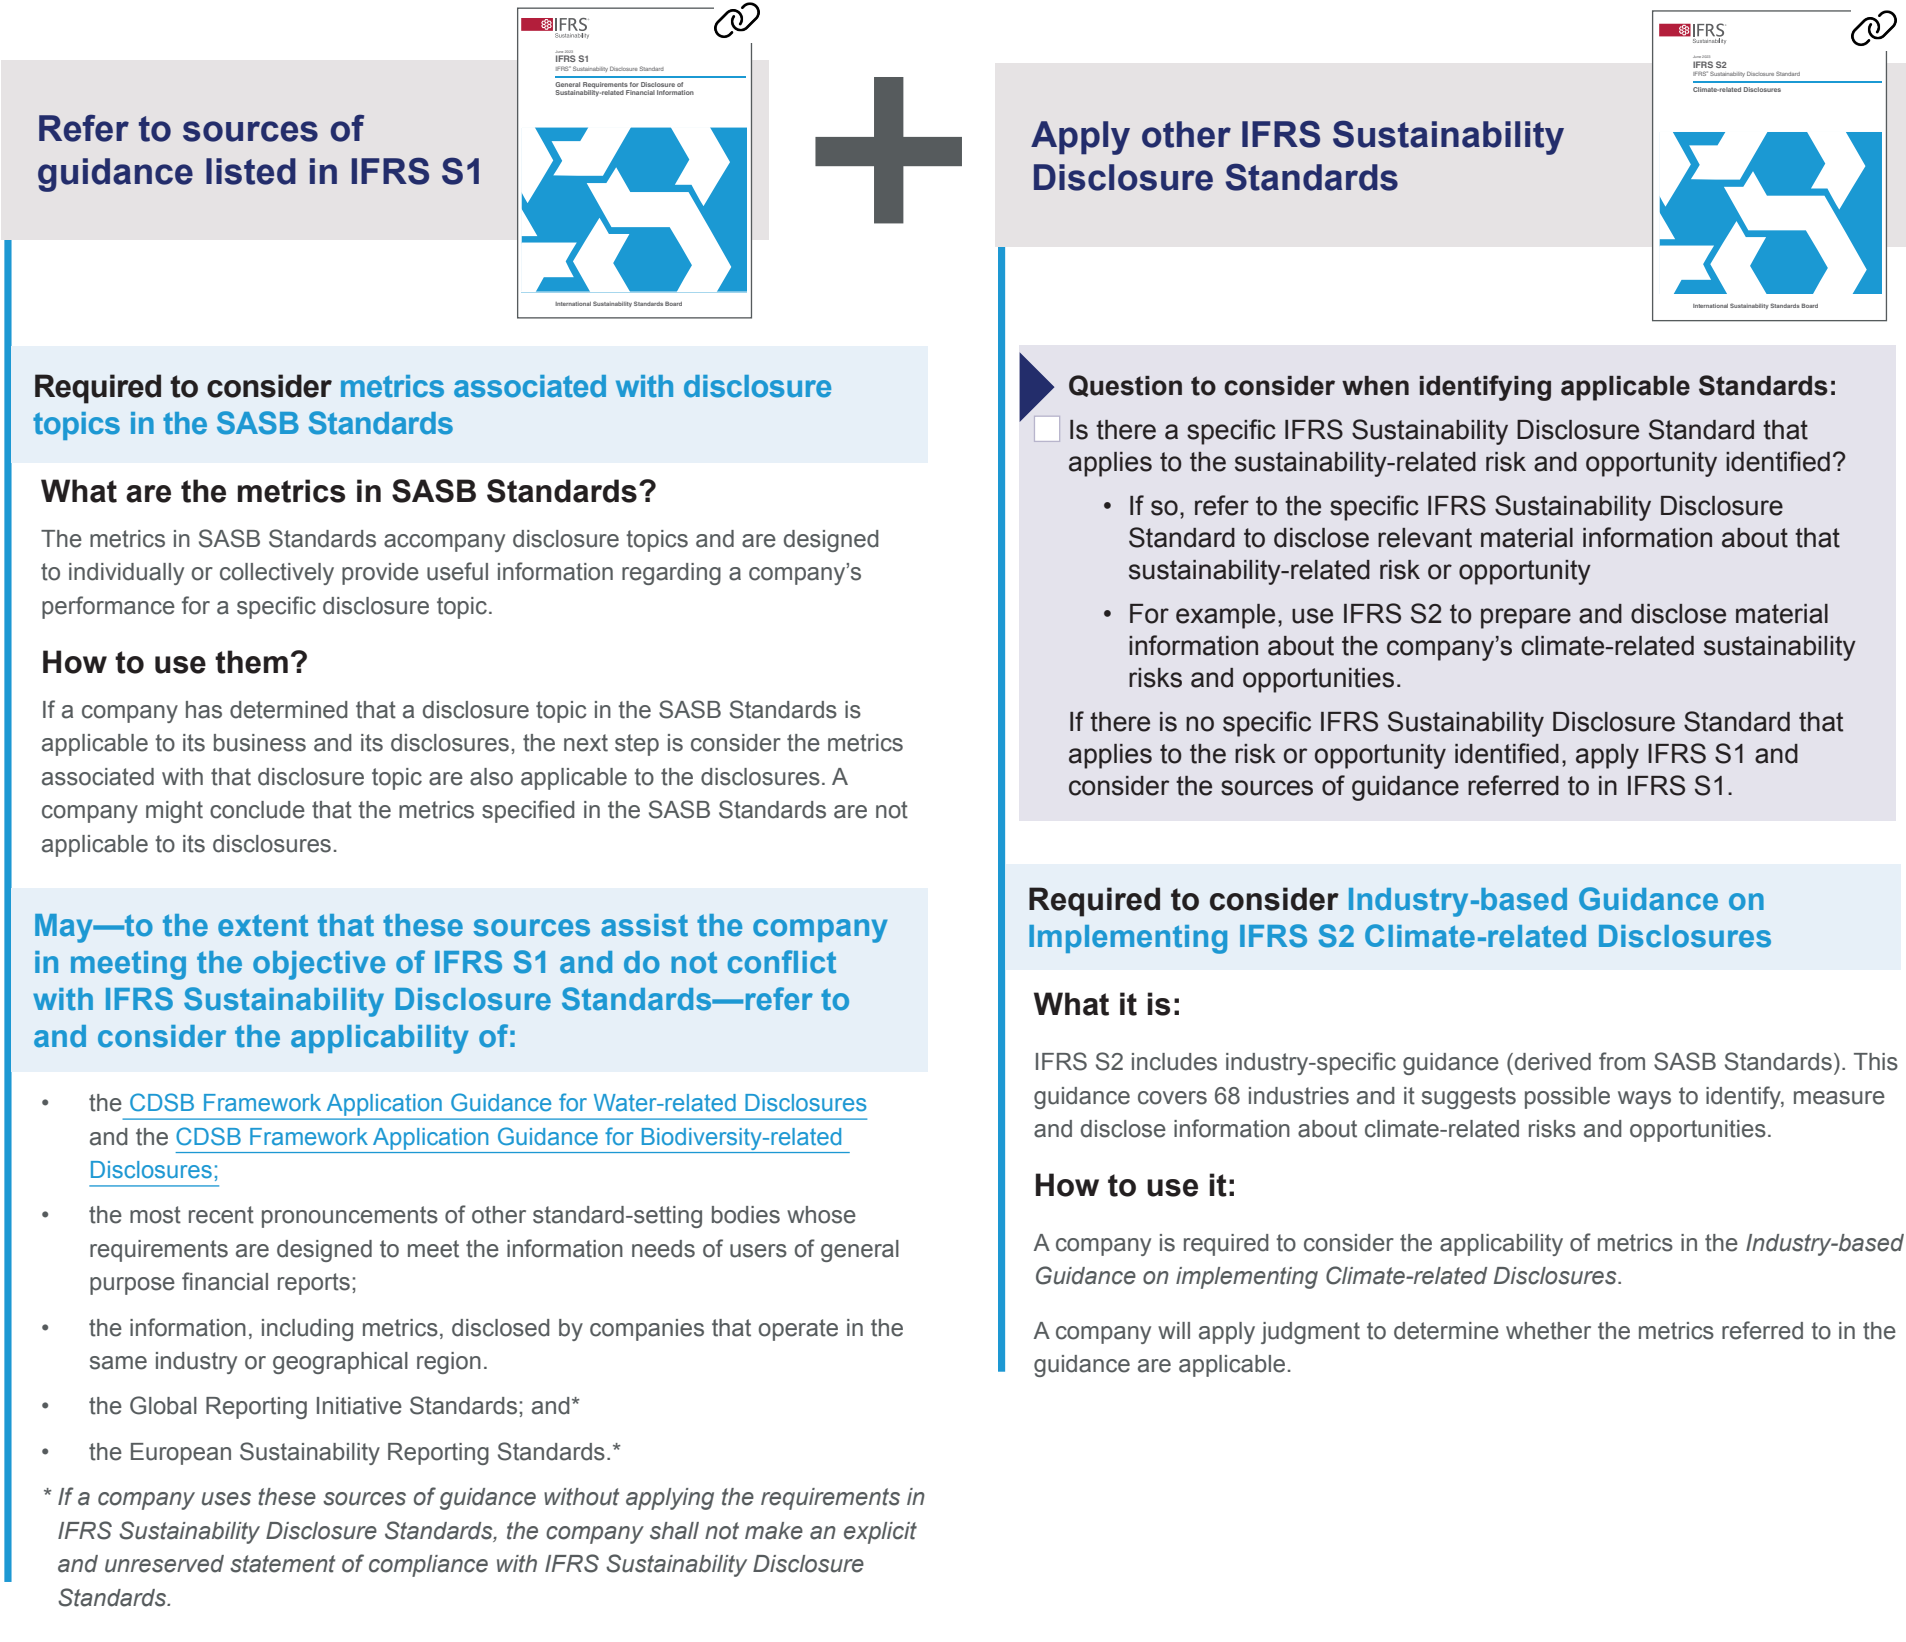 IFRS
Sustainability
June 2023
IFRS S1
IFRS® Sustainability Disclosure Standard
General Requirements for Disclosure of
Sustainability-related Financial Information
International Sustainability Standards Board
Refer to sources of
guidance listed in IFRS S1
Required to consider metrics associated with disclosure
topics in the SASB Standards
What are the metrics in SASB Standards?
The metrics in SASB Standards accompany disclosure topics and are designed
to individually or collectively provide useful information regarding a company’s
performance for a specific disclosure topic.
How to use them?
If a company has determined that a disclosure topic in the SASB Standards is
applicable to its business and its disclosures, the next step is consider the metrics
associated with that disclosure topic are also applicable to the disclosures. A
company might conclude that the metrics specified in the SASB Standards are not
applicable to its disclosures.
May—to the extent that these sources assist the company
in meeting the objective of IFRS S1 and do not conflict
with IFRS Sustainability Disclosure Standards—refer to
and consider the applicability of:
• the CDSB Framework Application Guidance for Water-related Disclosures
and the CDSB Framework Application Guidance for Biodiversity-related
Disclosures;
• the most recent pronouncements of other standard-setting bodies whose
requirements are designed to meet the information needs of users of general
purpose financial reports;
• the information, including metrics, disclosed by companies that operate in the
same industry or geographical region.
• the Global Reporting Initiative Standards; and*
• the European Sustainability Reporting Standards.*
* If a company uses these sources of guidance without applying the requirements in
IFRS Sustainability Disclosure Standards, the company shall not make an explicit
and unreserved statement of compliance with IFRS Sustainability Disclosure
Standards.
IFRS
Sustainability
June 2023
IFRS S2
IFRS® Sustainability Disclosure Standard
Climate-related Disclosures
International Sustainability Standards Board
Apply other IFRS Sustainability
Disclosure Standards
Question to consider when identifying applicable Standards:
Is there a specific IFRS Sustainability Disclosure Standard that
applies to the sustainability-related risk and opportunity identified?
• If so, refer to the specific IFRS Sustainability Disclosure
Standard to disclose relevant material information about that
sustainability-related risk or opportunity
• For example, use IFRS S2 to prepare and disclose material
information about the company’s climate-related sustainability
risks and opportunities.
If there is no specific IFRS Sustainability Disclosure Standard that
applies to the risk or opportunity identified, apply IFRS S1 and
consider the sources of guidance referred to in IFRS S1.
Required to consider Industry-based Guidance on
Implementing IFRS S2 Climate-related Disclosures
What it is:
IFRS S2 includes industry-specific guidance (derived from SASB Standards). This
guidance covers 68 industries and it suggests possible ways to identify, measure
and disclose information about climate-related risks and opportunities.
How to use it:
A company is required to consider the applicability of metrics in the Industry-based
Guidance on implementing Climate-related Disclosures.
A company will apply judgment to determine whether the metrics referred to in the
guidance are applicable.